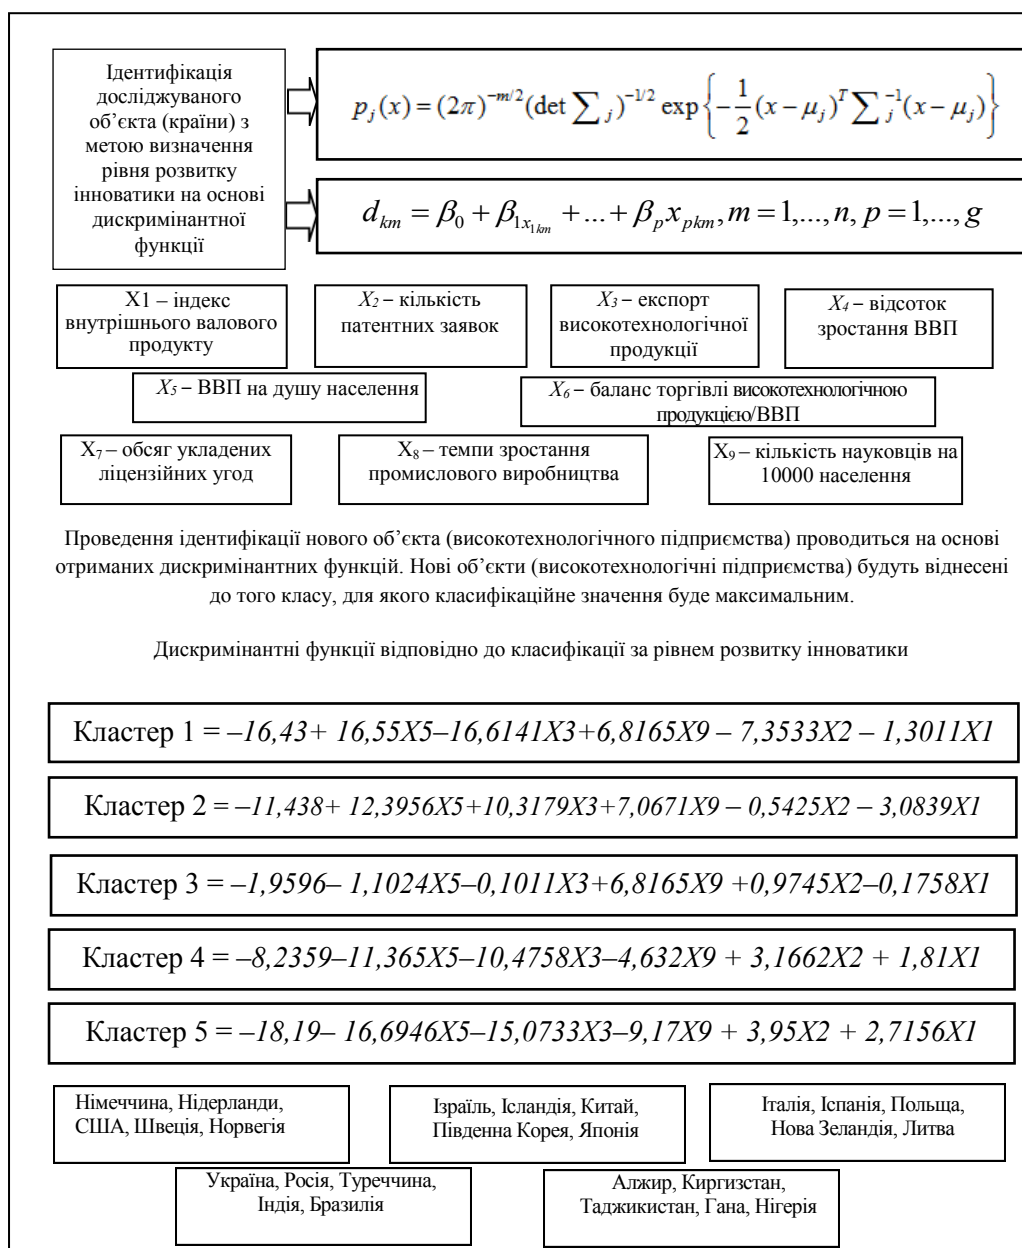 Ідентифікація
досліджуваного
об’єкта (країни) з
метою визначення
рівня розвитку
інноватики на основі
дискримінантної
функції
p_j(x) = (2π)^{-m/2}(det ∑_j)^{-1/2} exp{-1/2(x − μ_j)^T ∑_j^{-1}(x − μ_j)}
d_{km} = β_0 + β_{1x_{1km}} + ... + β_p x_{pkm}, m = 1,..., n, p = 1,..., g
X1 – індекс
внутрішнього валового
продукту
X₂ – кількість
патентних заявок
X₃ – експорт
високотехнологічної
продукції
X₄ – відсоток
зростання ВВП
X₅ – ВВП на душу населення
X₆ – баланс торгівлі високотехнологічною
продукцією/ВВП
X₇ – обсяг укладених
ліцензійних угод
X₈ – темпи зростання
промислового виробництва
X₉ – кількість науковців на
10000 населення
Проведення ідентифікації нового об’єкта (високотехнологічного підприємства) проводиться на основі
отриманих дискримінантних функцій. Нові об’єкти (високотехнологічні підприємства) будуть віднесені
до того класу, для якого класифікаційне значення буде максимальним.
Дискримінантні функції відповідно до класифікації за рівнем розвитку інноватики
Кластер 1 = –16,43+ 16,55X5–16,6141X3+6,8165X9 – 7,3533X2 – 1,3011X1
Кластер 2 = –11,438+ 12,3956X5+10,3179X3+7,0671X9 – 0,5425X2 – 3,0839X1
Кластер 3 = –1,9596– 1,1024X5–0,1011X3+6,8165X9 +0,9745X2–0,1758X1
Кластер 4 = –8,2359–11,365X5–10,4758X3–4,632X9 + 3,1662X2 + 1,81X1
Кластер 5 = –18,19– 16,6946X5–15,0733X3–9,17X9 + 3,95X2 + 2,7156X1
Німеччина, Нідерланди,
США, Швеція, Норвегія
Ізраїль, Ісландія, Китай,
Південна Корея, Японія
Італія, Іспанія, Польща,
Нова Зеландія, Литва
Україна, Росія, Туреччина,
Індія, Бразилія
Алжир, Киргизстан,
Таджикистан, Гана, Нігерія